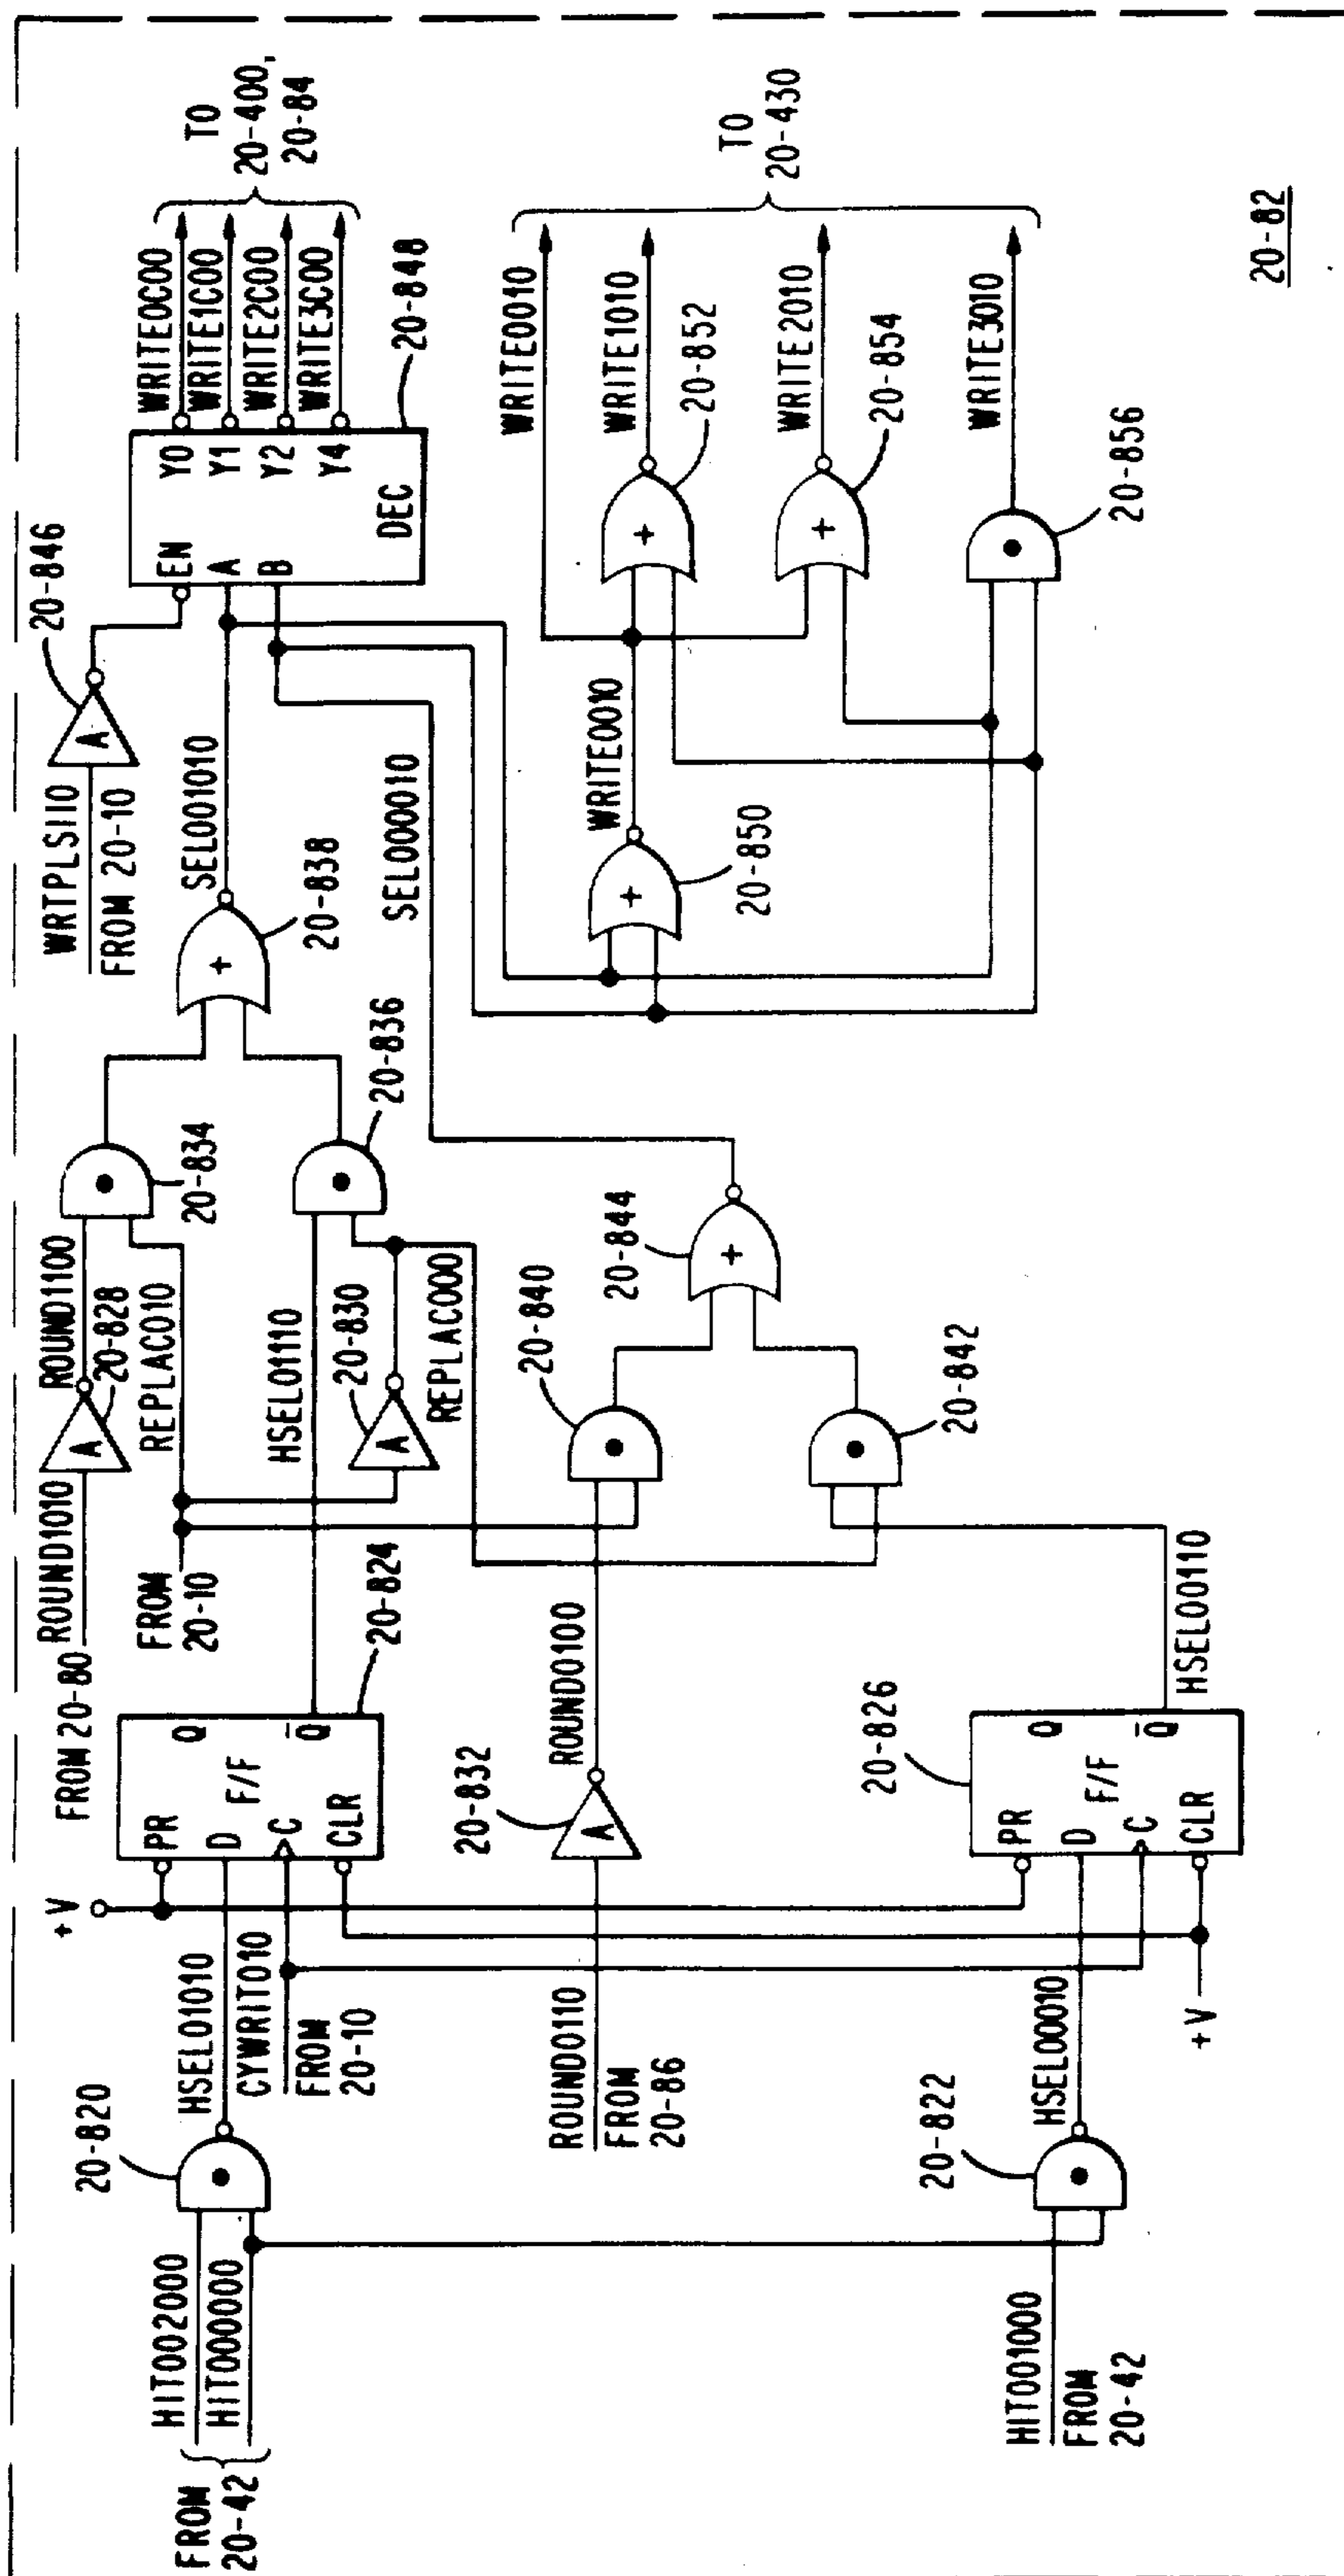 FROM
20-42
HIT002000
HIT000000
20-820
HSEL01010
CYWRIT010
FROM
20-10
+V
PR
D
C
CLR
F/F
Q
Q̄
20-824
FROM 20-80
ROUND1010
A
20-828
ROUND1100
FROM
20-10
REPLAC010
HSEL01110
A
20-830
REPLAC000
20-834
20-836
+
20-838
SEL001010
WRTPLS110
FROM 20-10
A
20-846
EN
A
B
Y0
Y1
Y2
Y4
DEC
20-848
WRITE0C00
WRITE1C00
WRITE2C00
WRITE3C00
TO
20-400,
20-84
ROUND0110
FROM
20-86
20-832
A
ROUND0100
20-840
20-842
20-844
+
SEL000010
+
20-850
WRITE0010
WRITE0010
+
20-852
WRITE1010
+
20-854
WRITE2010
20-856
WRITE3010
TO
20-430
HIT001000
FROM
20-42
20-822
HSEL00010
+V
20-826
PR
D
C
CLR
F/F
Q
Q̄
HSEL00110
20-82